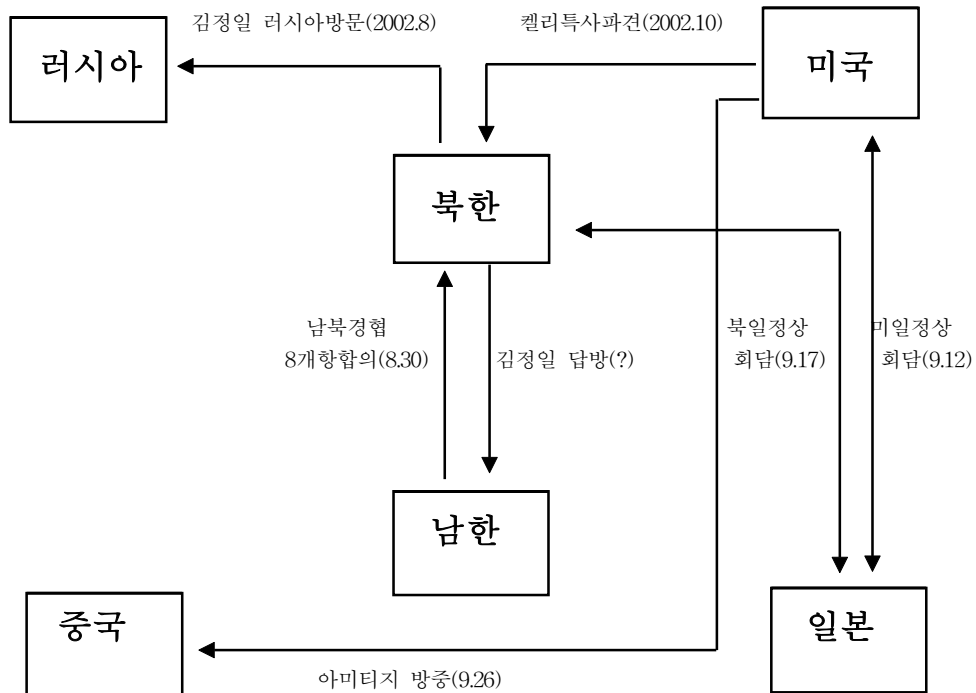 김정일 러시아방문(2002.8)
켈리특사파견(2002.10)
러시아
미국
북한
남북경협
8개항합의(8.30)
김정일 답방(?)
북일정상
회담(9.17)
미일정상
회담(9.12)
남한
중국
일본
아미티지 방중(9.26)